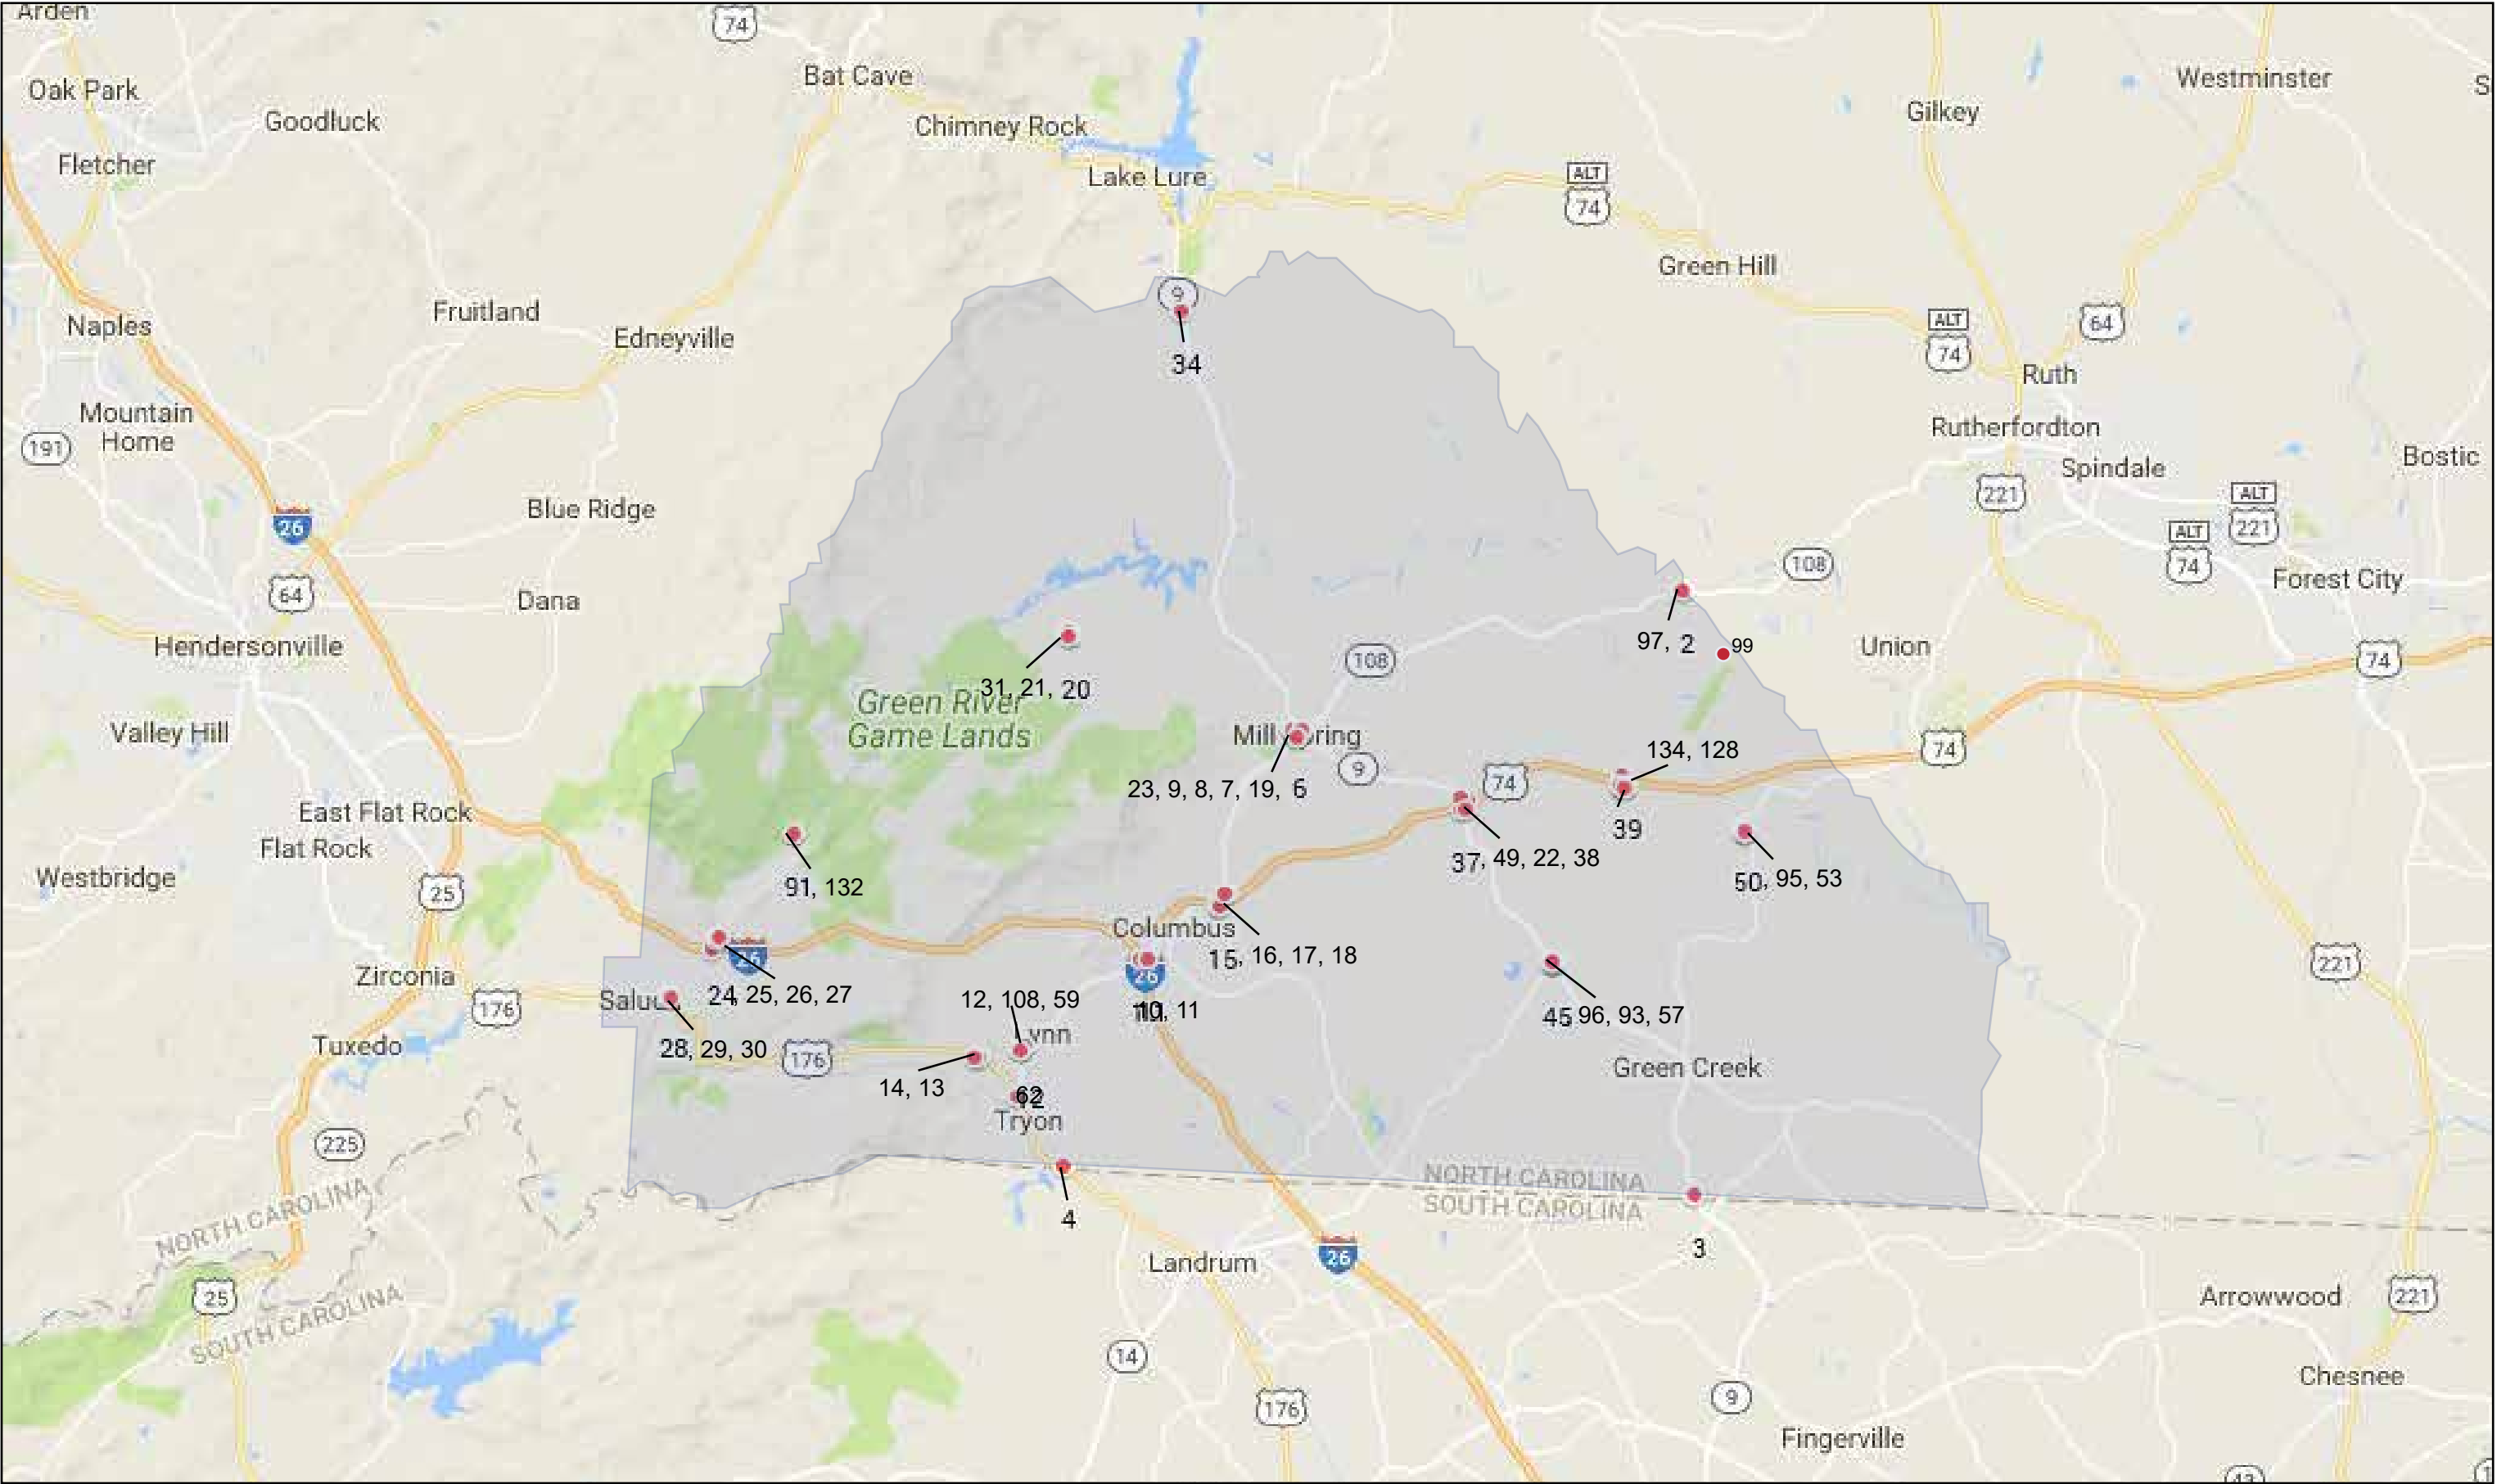 Arden
74
Oak Park
Bat Cave
Westminster
S
Goodluck
Chimney Rock
Gilkey
Fletcher
Lake Lure
ALT
74
Green Hill
9
Naples
Fruitland
Edneyville
ALT
74
64
34
Ruth
Mountain
Home
191
Rutherfordton
Spindale
Bostic
221
ALT
221
26
Blue Ridge
ALT
74
108
Forest City
64
Dana
Hendersonville
97, 2
99
Union
108
74
31, 21, 20
Green River
Game Lands
Valley Hill
Mill
ring
9
134, 128
74
74
23, 9, 8, 7, 19, 6
East Flat Rock
Flat Rock
39
37, 49, 22, 38
Westbridge
25
91, 132
50, 95, 53
Columbus
15, 16, 17, 18
221
26
26
Zirconia
176
24, 25, 26, 27
12, 108, 59
, 11
45 96, 93, 57
Tuxedo
28, 29, 30
176
ynn
Green Creek
14, 13
62
Tryon
225
NORTH CAROLINA
SOUTH CAROLINA
NORTH CAROLINA
SOUTH CAROLINA
4
3
Landrum
26
25
Arrowwood
221
14
Chesnee
9
176
Fingerville